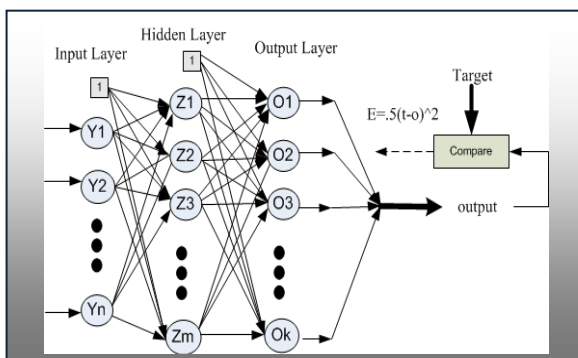 Hidden Layer
Input Layer
Output Layer
1
1
Target
E=.5(t-o)^2
Compare
Y1
Z1
O1
Y2
Z2
O2
Z3
O3
output
Yn
Zm
Ok